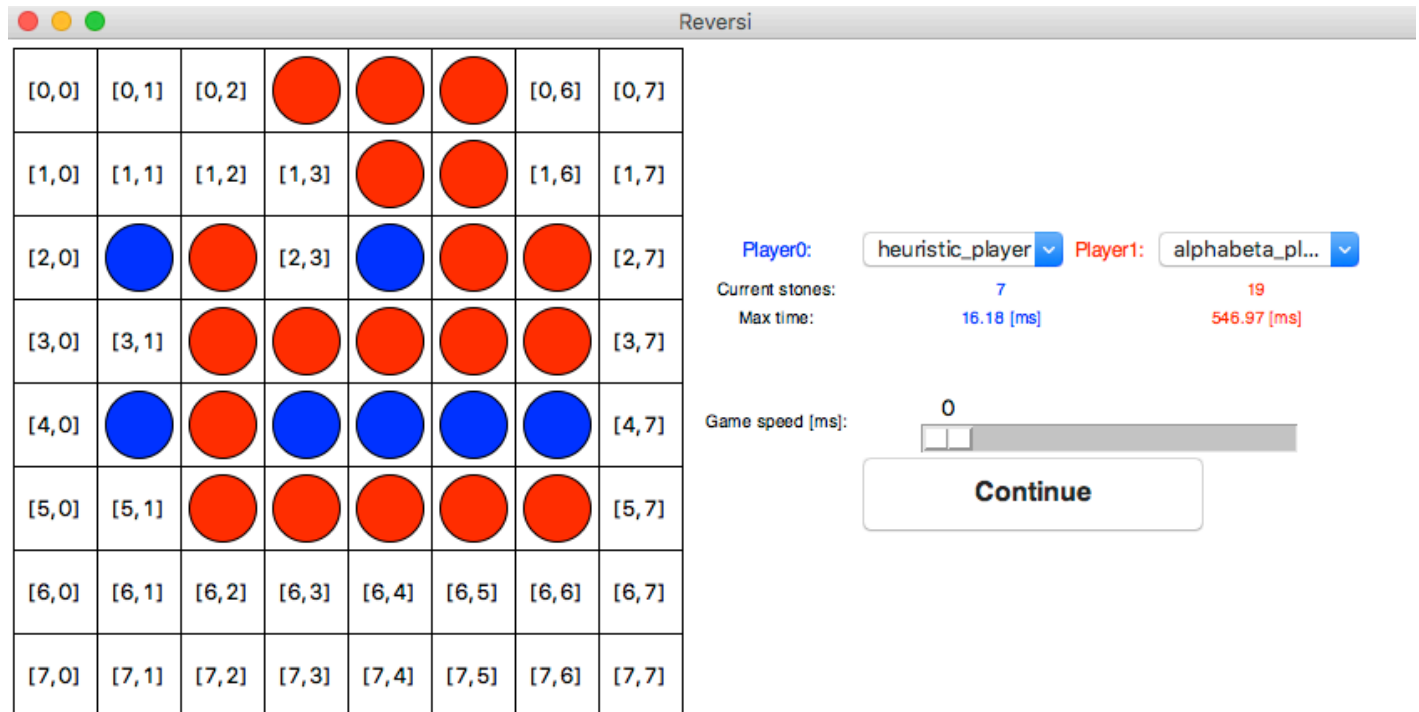 Reversi
[0,0] [0,1] [0,2] [0,6] [0,7]
[1,0] [1,1] [1,2] [1,3] [1,6] [1,7]
[2,0] [2,3] [2,7]
[3,0] [3,1] [3,7]
[4,0] [4,7]
[5,0] [5,1] [5,7]
[6,0] [6,1] [6,2] [6,3] [6,4] [6,5] [6,6] [6,7]
[7,0] [7,1] [7,2] [7,3] [7,4] [7,5] [7,6] [7,7]
Player0: heuristic_player Player1: alphabeta_pl...
Current stones: 7 19
Max time: 16.18 [ms] 546.97 [ms]
0
Game speed [ms]:
Continue